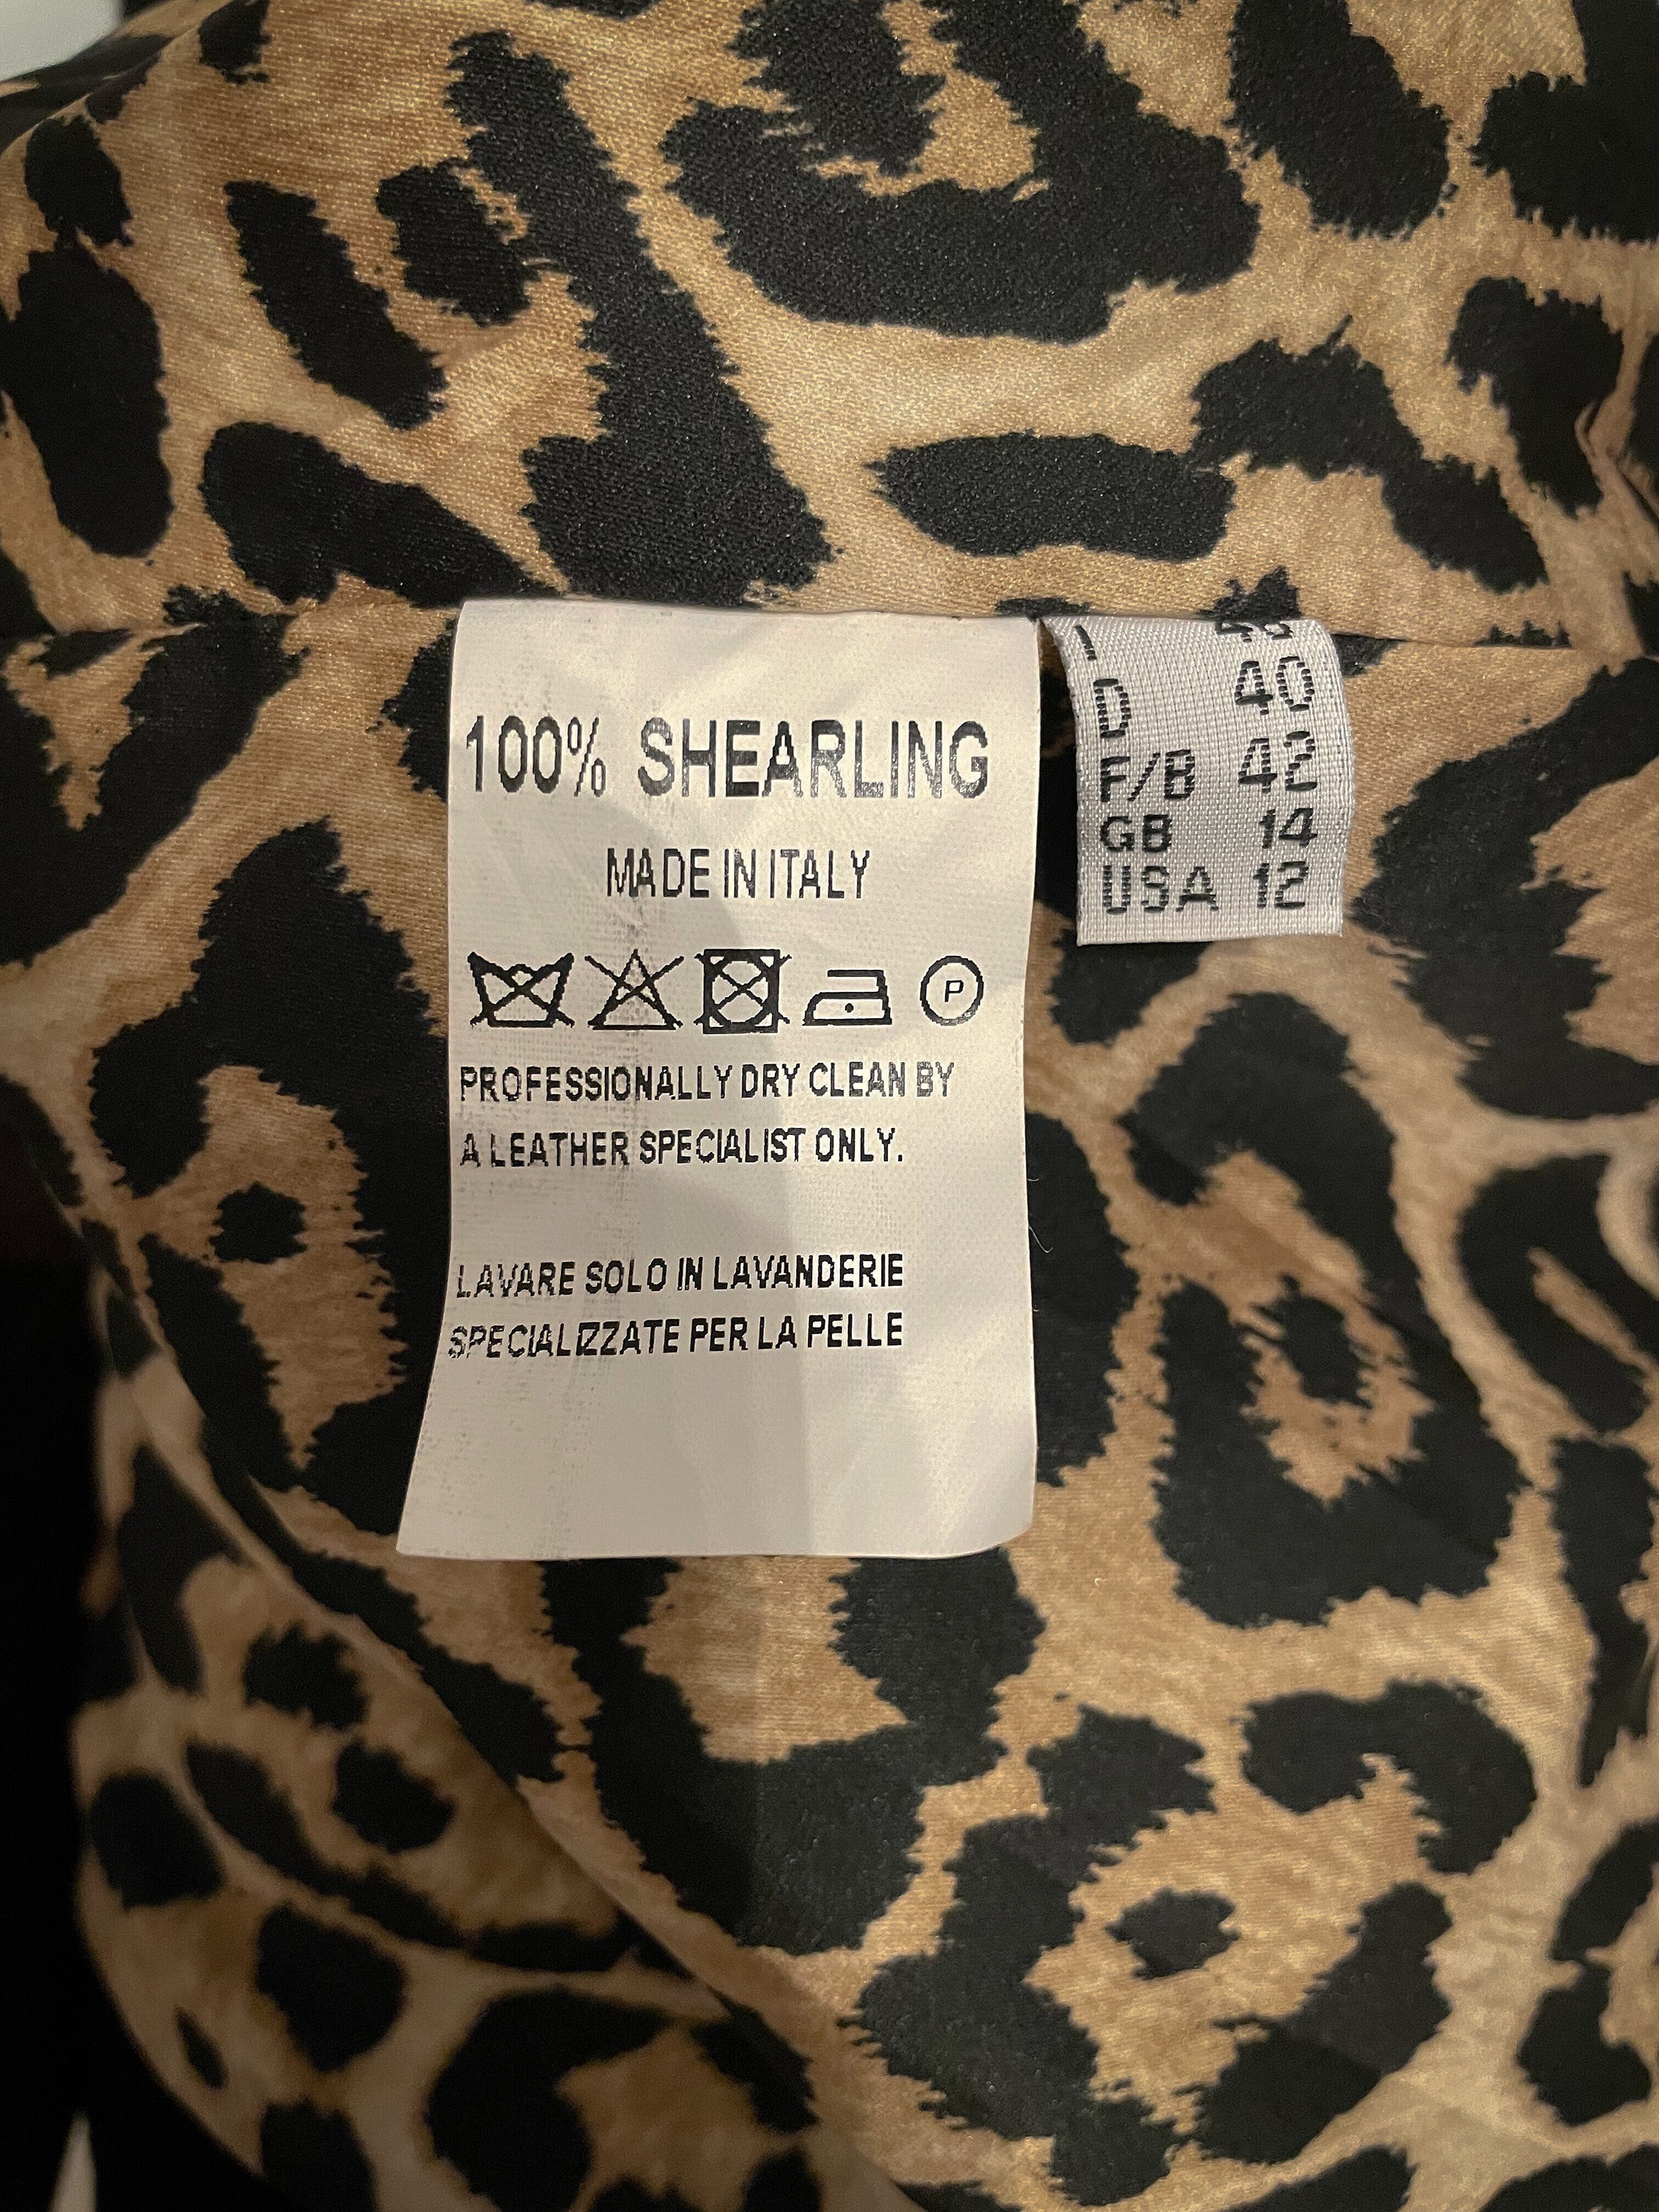 100% SHEARLING
MADE IN ITALY
P
PROFESSIONALLY DRY CLEAN BY
A LEATHER SPECIALIST ONLY.
LAVARE SOLO IN LAVANDERIE
SPECIALIZZATE PER LA PELLE
I
D 40
F/B 42
GB 14
USA 12